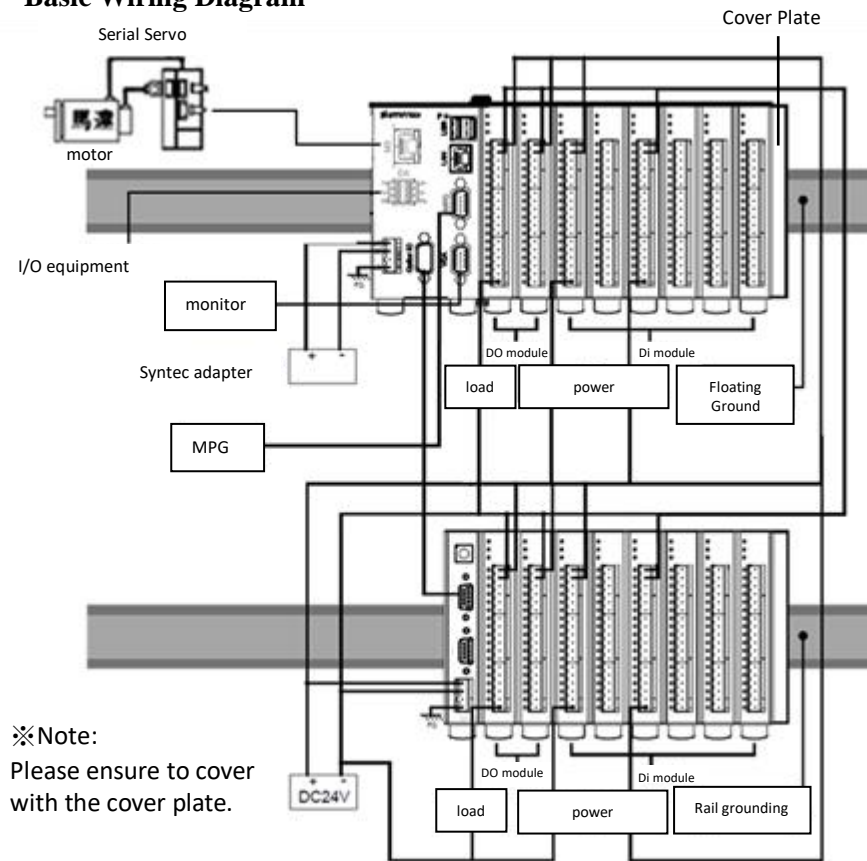 Basic Wiring Diagram
Cover Plate
Serial Servo
馬達
motor
I/O equipment
monitor
Syntec adapter
+ -
MPG
DO module
Di module
load
power
Floating
Ground
※Note:
Please ensure to cover
with the cover plate.
+ -
DC24V
DO module
Di module
load
power
Rail grounding